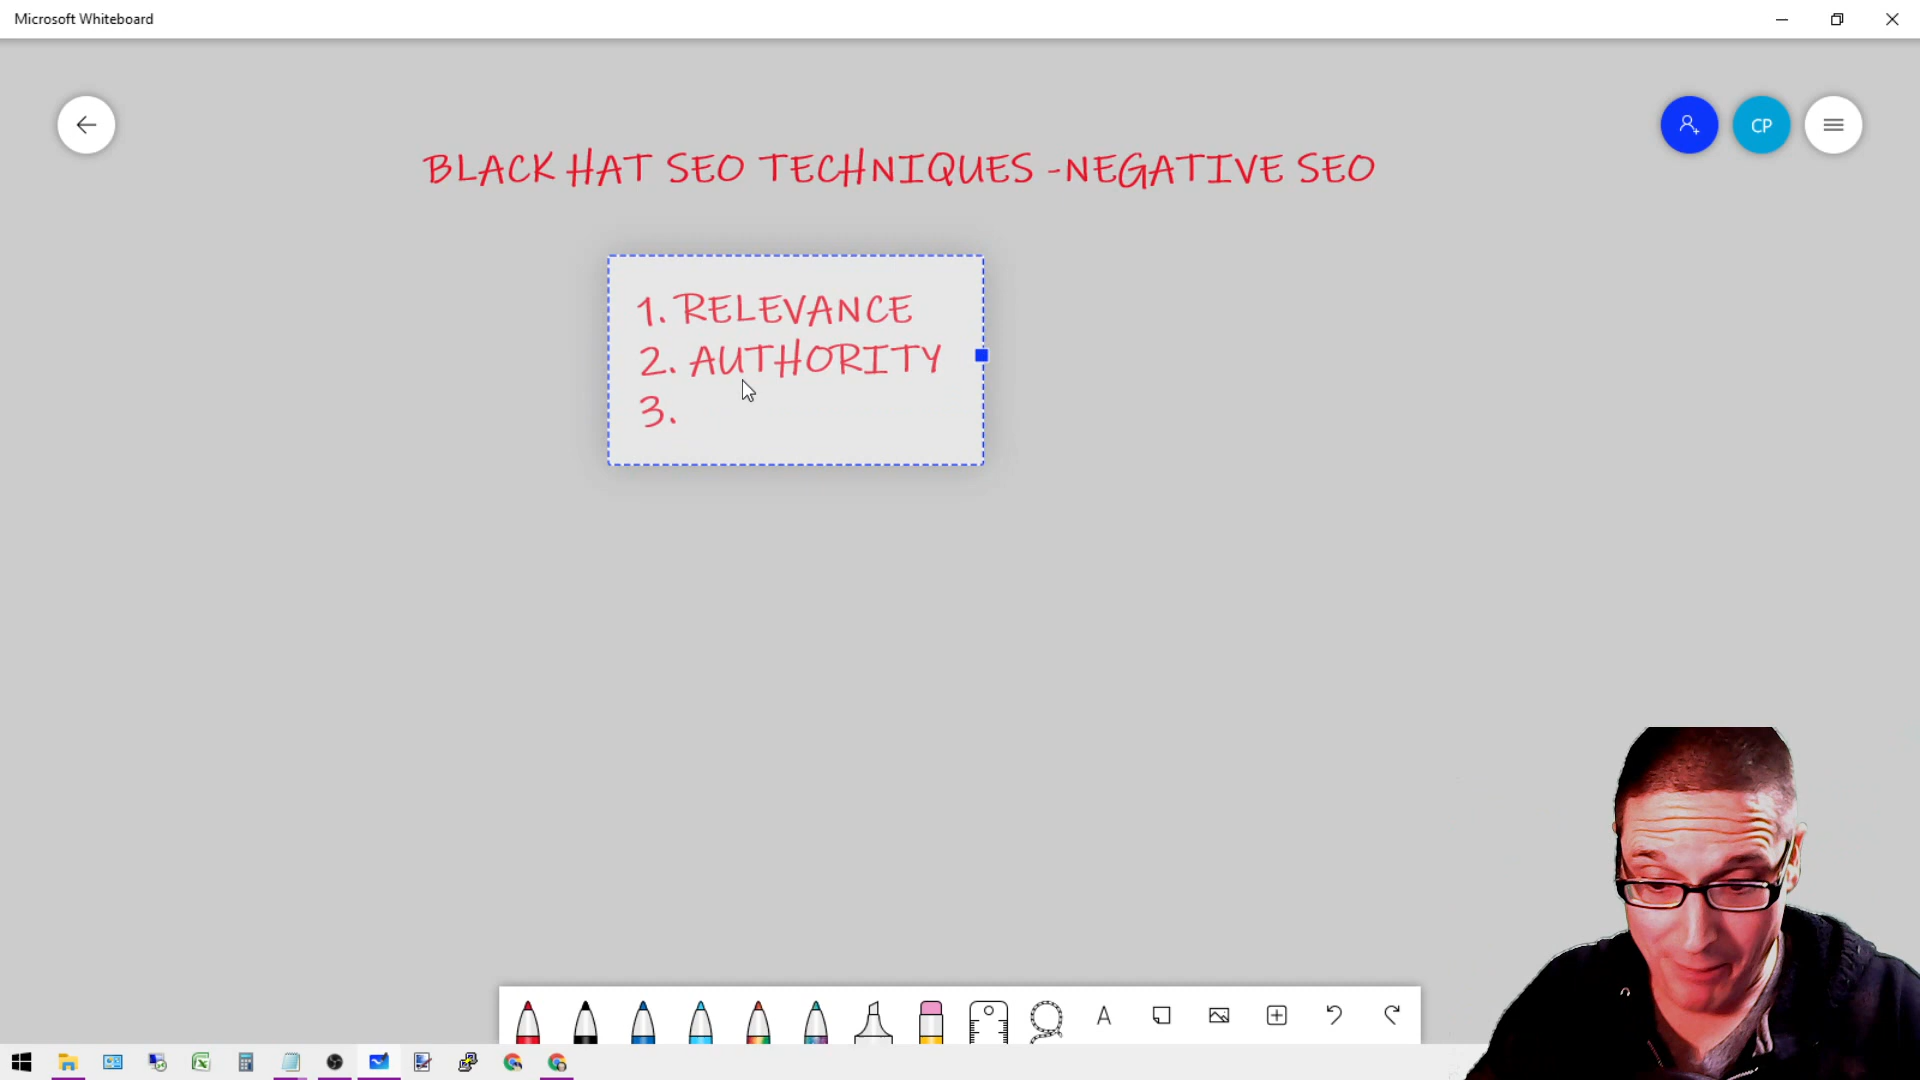 Microsoft Whiteboard
CP
BLACK HAT SEO TECHNIQUES -NEGATIVE SEO
1. RELEVANCE
2. AUTHORITY
3.